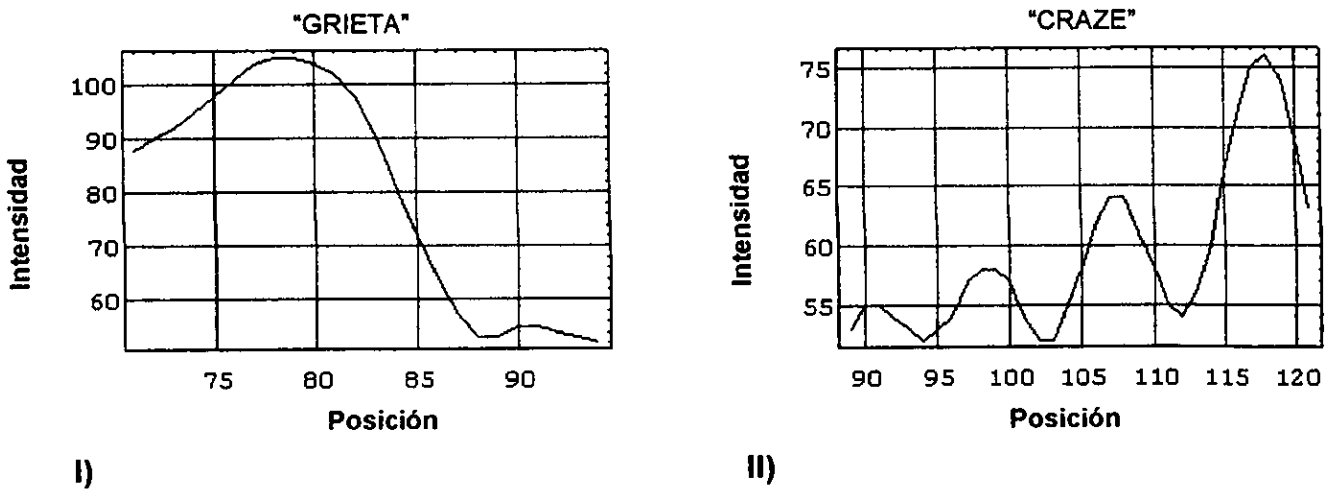 "GRIETA"
100
90
80
70
60
Intensidad
75 80 85 90
Posición
I)
"CRAZE"
75
70
65
60
55
Intensidad
90 95 100 105 110 115 120
Posición
II)